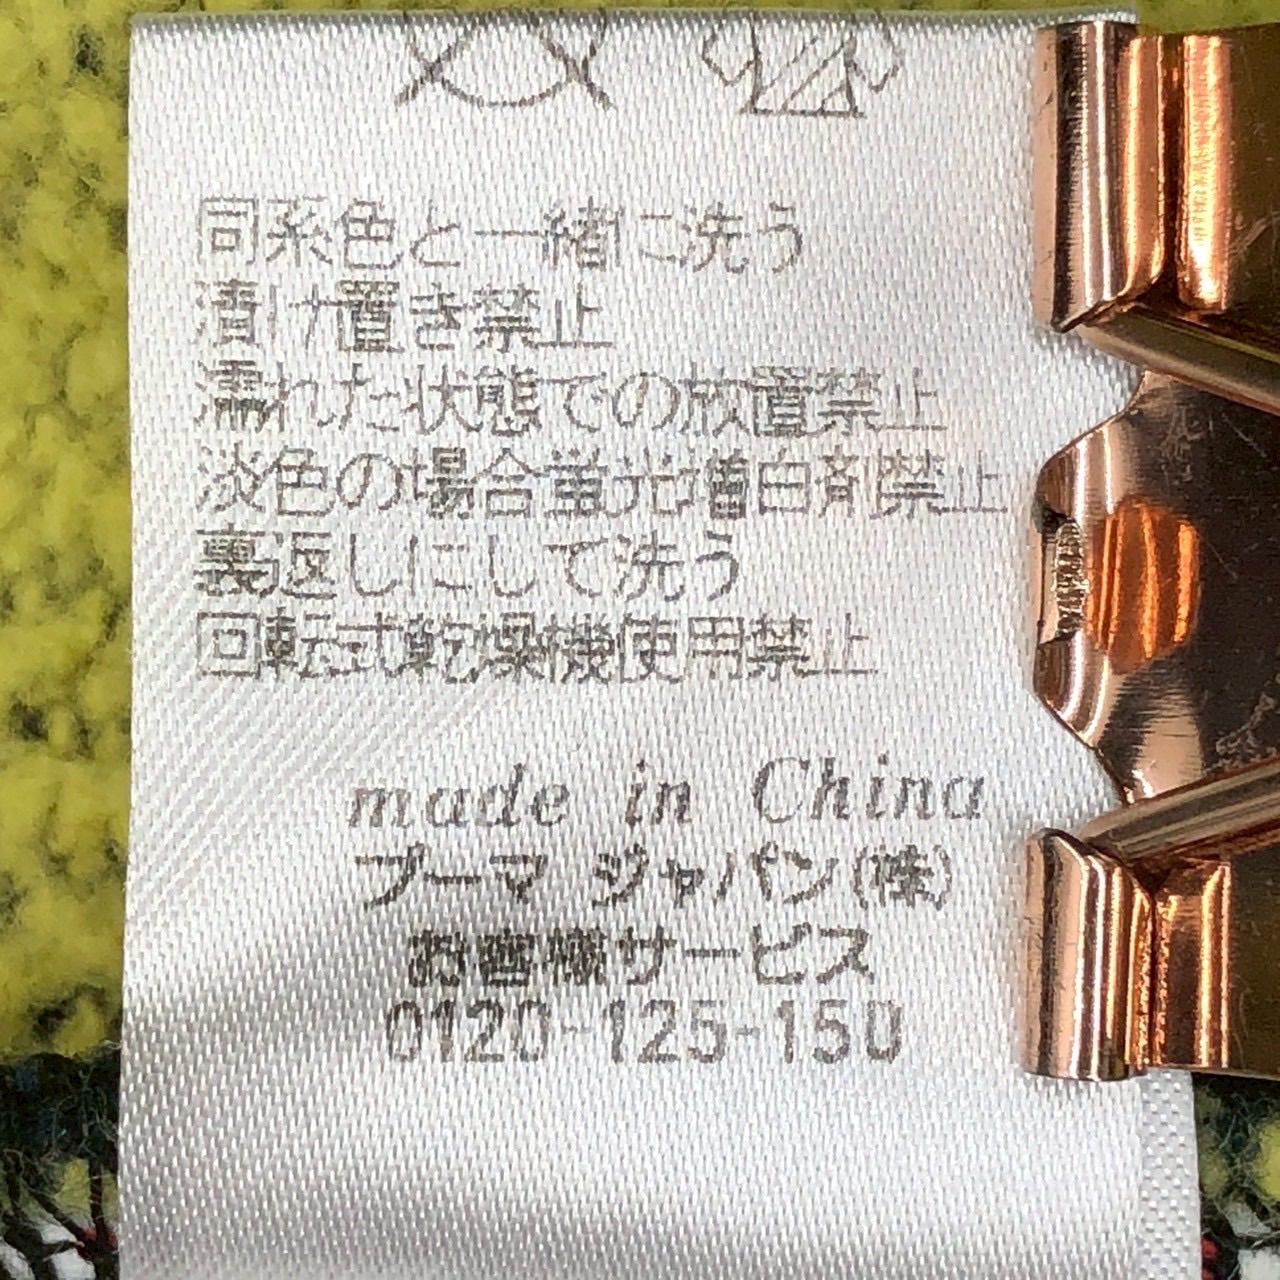 同系色と一緒に洗う
漬け置き禁止
濡れた状態での放置禁止
淡色の場合蛍光増白剤禁止
裏返しにして洗う
回転式乾燥機使用禁止
made in China
プーマ ジャパン(株)
お客様サービス
0120-125-150